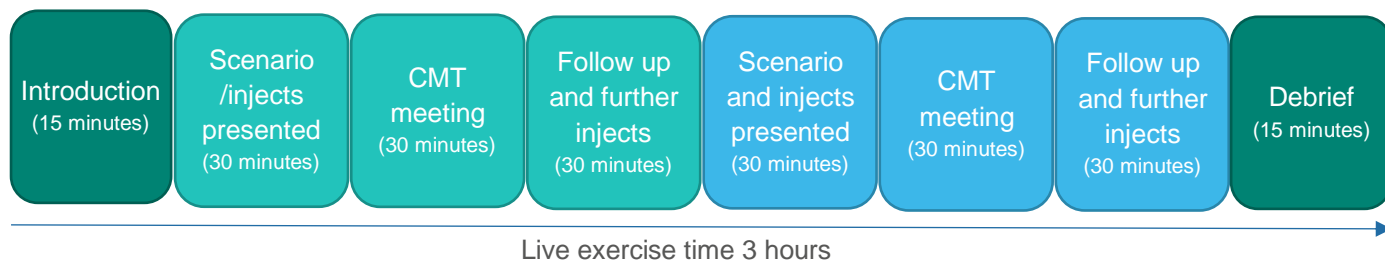 Introduction
(15 minutes)
Scenario
/injects
presented
(30 minutes)
CMT
meeting
(30 minutes)
Follow up
and further
injects
(30 minutes)
Scenario
and injects
presented
(30 minutes)
CMT
meeting
(30 minutes)
Follow up
and further
injects
(30 minutes)
Debrief
(15 minutes)
Live exercise time 3 hours